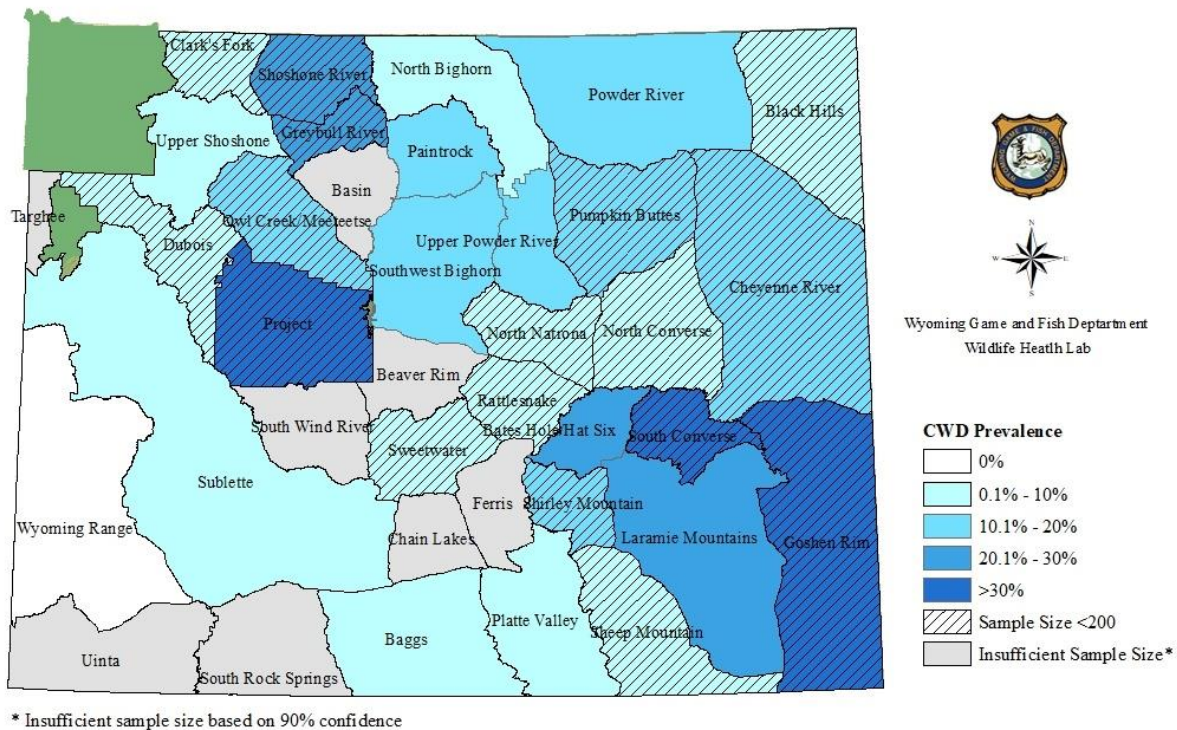 Clark's Fork
Shoshone River
North Bighorn
Powder River
Black Hills
Greybull River
Upper Shoshone
Paintrock
Basin
Targhee
Owl Creek/Meeteetse
Pumpkin Buttes
Dubois
Upper Powder River
Southwest Bighorn
Cheyenne River
Project
North Natrona
North Converse
Beaver Rim
Rattlesnake
South Wind River
Bates Hole/Hat Six
South Converse
Sweetwater
Sublette
Ferris
Shirley Mountain
Wyoming Range
Chain Lakes
Laramie Mountains
Goshen Rim
Platte Valley
Sheep Mountain
Baggs
Uinta
South Rock Springs
* Insufficient sample size based on 90% confidence
N
W
E
S
Wyoming Game and Fish Deptartment
Wildlife Heatlh Lab
CWD Prevalence
0%
0.1% - 10%
10.1% - 20%
20.1% - 30%
>30%
Sample Size <200
Insufficient Sample Size*